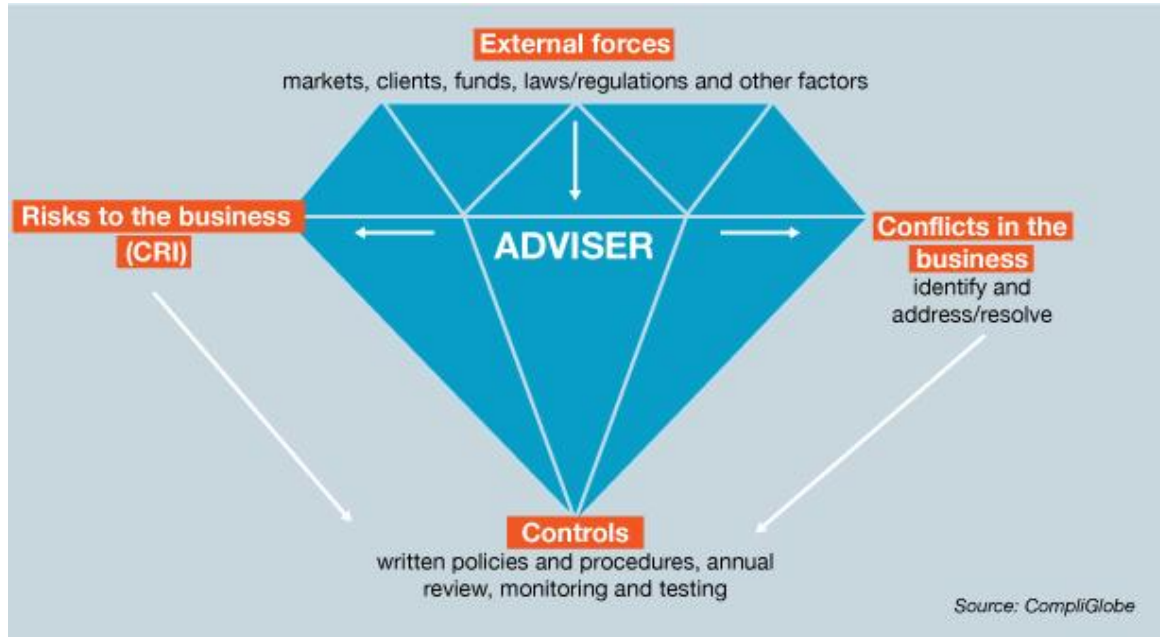 External forces
markets, clients, funds, laws/regulations and other factors
Risks to the business
(CRI)
ADVISER
Conflicts in the
business
identify and
address/resolve
Controls
written policies and procedures, annual
review, monitoring and testing
Source: CompliGlobe